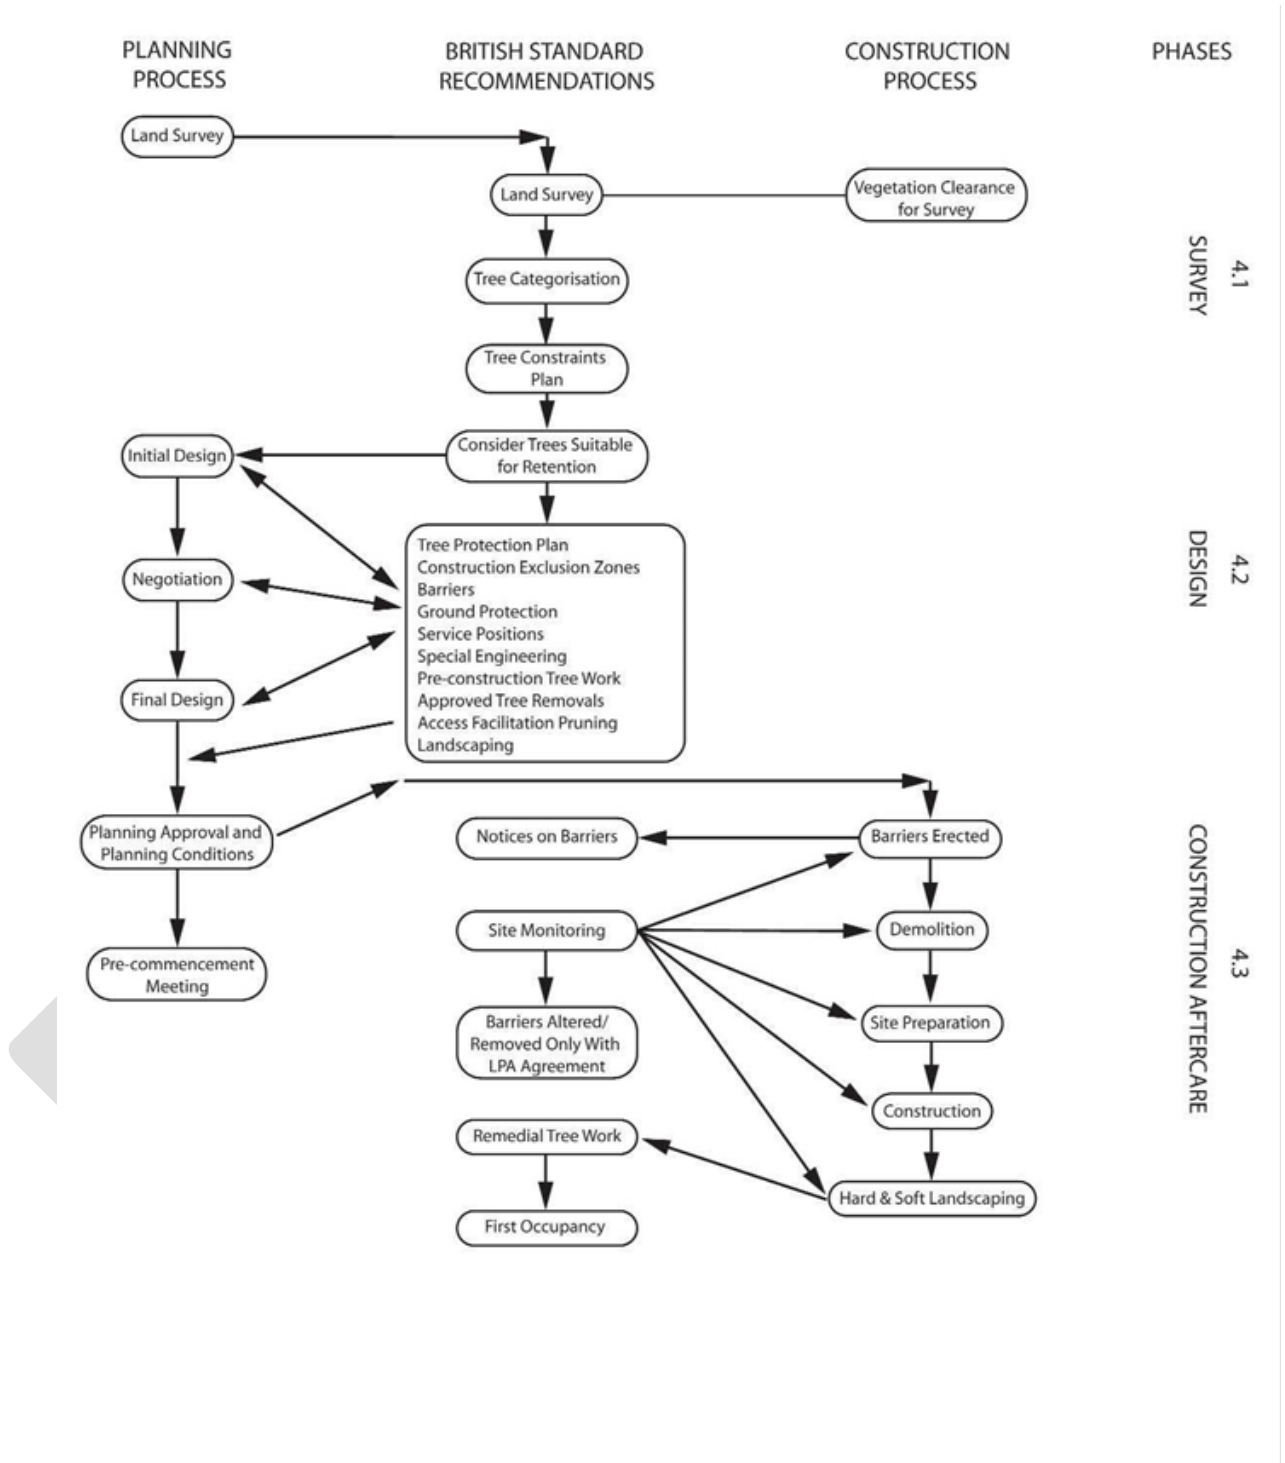 PLANNING
PROCESS
BRITISH STANDARD
RECOMMENDATIONS
CONSTRUCTION
PROCESS
PHASES
Land Survey
Land Survey
Vegetation Clearance
for Survey
Tree Categorisation
4.1
SURVEY
Tree Constraints
Plan
Initial Design
Consider Trees Suitable
for Retention
Negotiation
Final Design
Tree Protection Plan
Construction Exclusion Zones
Barriers
Ground Protection
Service Positions
Special Engineering
Pre-construction Tree Work
Approved Tree Removals
Access Facilitation Pruning
Landscaping
4.2
DESIGN
Planning Approval and
Planning Conditions
Pre-commencement
Meeting
Notices on Barriers
Barriers Erected
Site Monitoring
Demolition
Barriers Altered/
Removed Only With
LPA Agreement
Site Preparation
Construction
Remedial Tree Work
Hard & Soft Landscaping
First Occupancy
4.3
CONSTRUCTION AFTERCARE